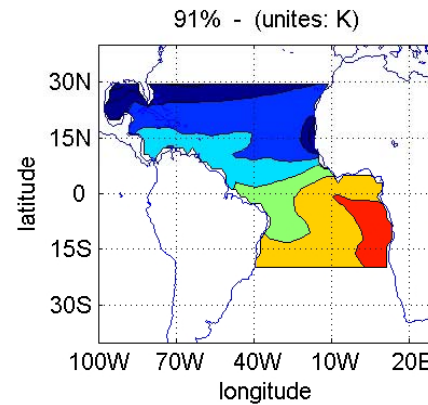 91% - (unites: K)
30N
15N
0
15S
30S
latitude
100W 70W 40W 10W 20E
longitude